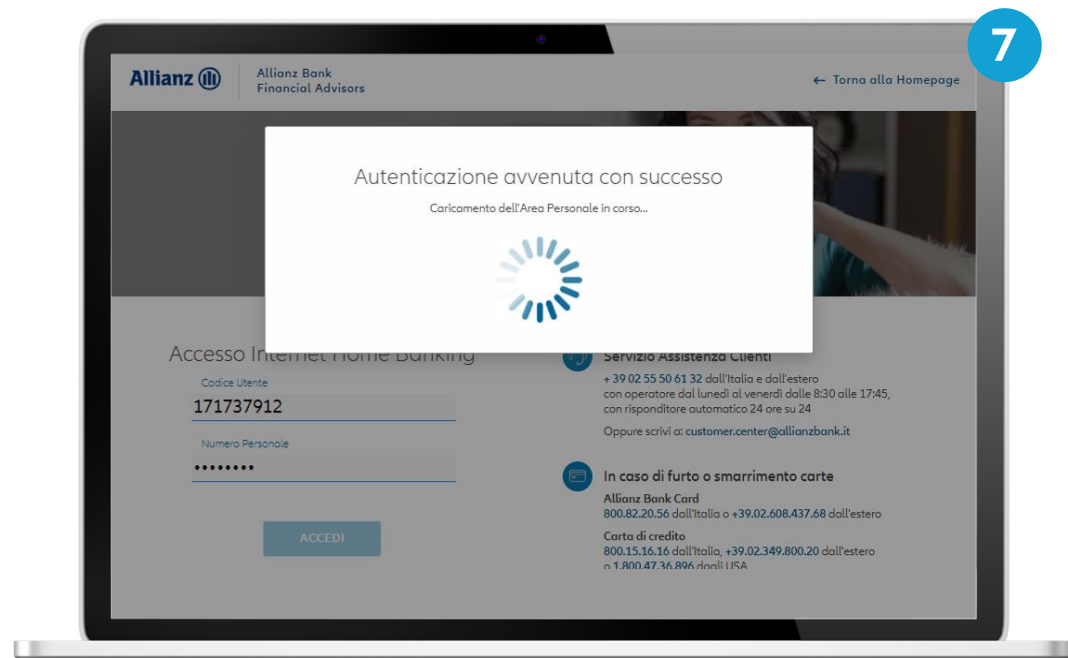 7
Allianz
Allianz Bank
Financial Advisors
← Torna alla Homepage
Autenticazione avvenuta con successo
Caricamento dell'Area Personale in corso...
Accesso Internet Home Banking
Codice Utente
171737912
Numero Personale
••••••••
ACCEDI
Servizio Assistenza Clienti
+ 39 02 55 50 61 32 dall'Italia e dall'estero
con operatore dal lunedì al venerdì dalle 8:30 alle 17:45,
con risponditore automatico 24 ore su 24
Oppure scrivi a: customer.center@allianzbank.it
In caso di furto o smarrimento carte
Allianz Bank Card
800.82.20.56 dall'Italia o +39.02.608.437.68 dall'estero
Carta di credito
800.15.16.16 dall'Italia, +39.02.349.800.20 dall'estero
o 1.800.47.36.896 dagli USA